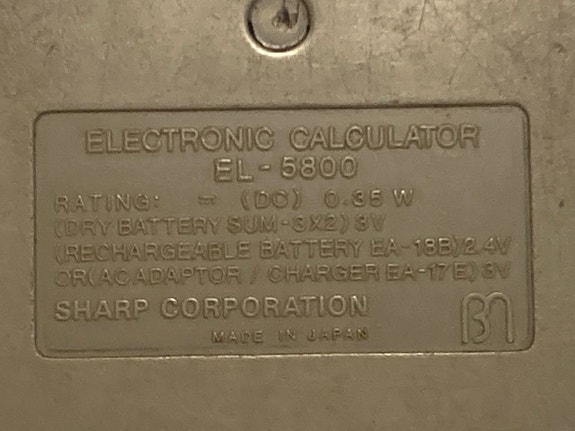 ELECTRONIC CALCULATOR
EL-5800
RATING: ⎓ (DC) 0.35 W
(DRY BATTERY SUM-3X2) 3V
(RECHARGEABLE BATTERY EA-18B) 2.4V
OR(AC ADAPTOR / CHARGER EA-17E) 3V
SHARP CORPORATION
MADE IN JAPAN